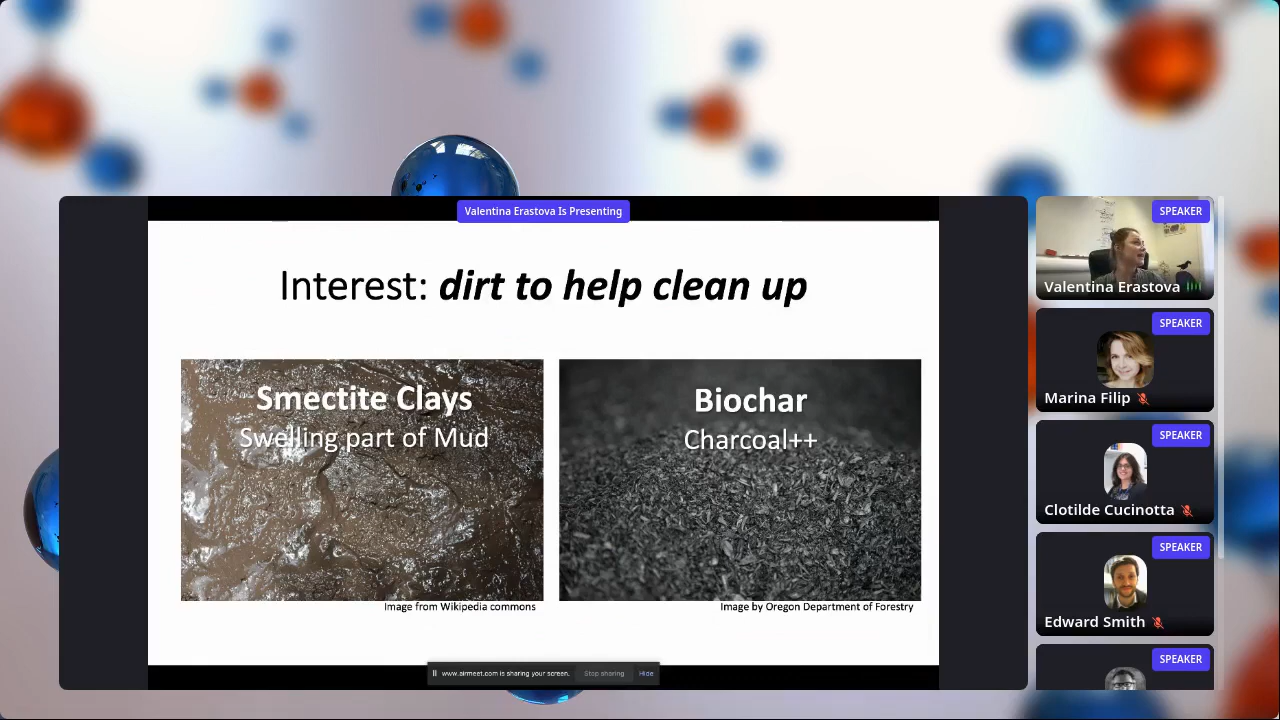 Valentina Erastova Is Presenting
Interest: dirt to help clean up
Smectite Clays
Swelling part of Mud
Image from Wikipedia commons
Biochar
Charcoal++
Image by Oregon Department of Forestry
www.airmeet.com is sharing your screen. Stop sharing Hide
SPEAKER
Valentina Erastova
SPEAKER
Marina Filip
SPEAKER
Clotilde Cucinotta
SPEAKER
Edward Smith
SPEAKER